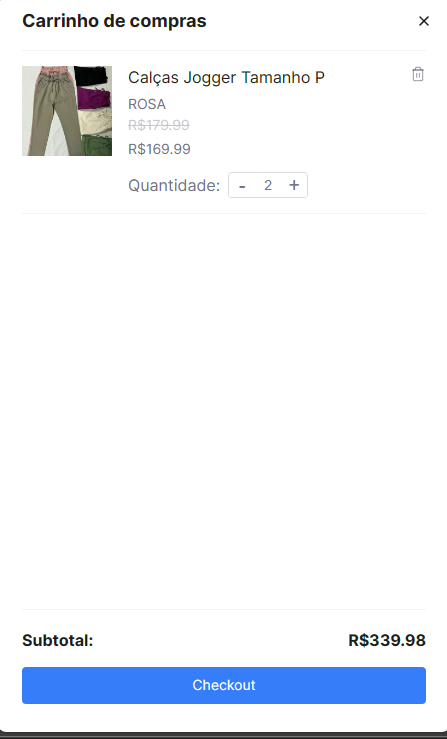 Carrinho de compras ×
Calças Jogger Tamanho P
ROSA
R$179.99
R$169.99
Quantidade: - 2 +
Subtotal: R$339.98
Checkout